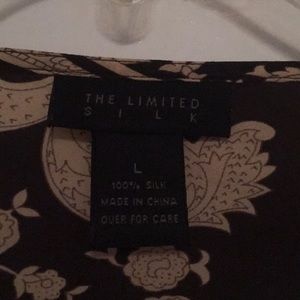 THE LIMITED
SILK
L
100% SILK
MADE IN CHINA
OVER FOR CARE